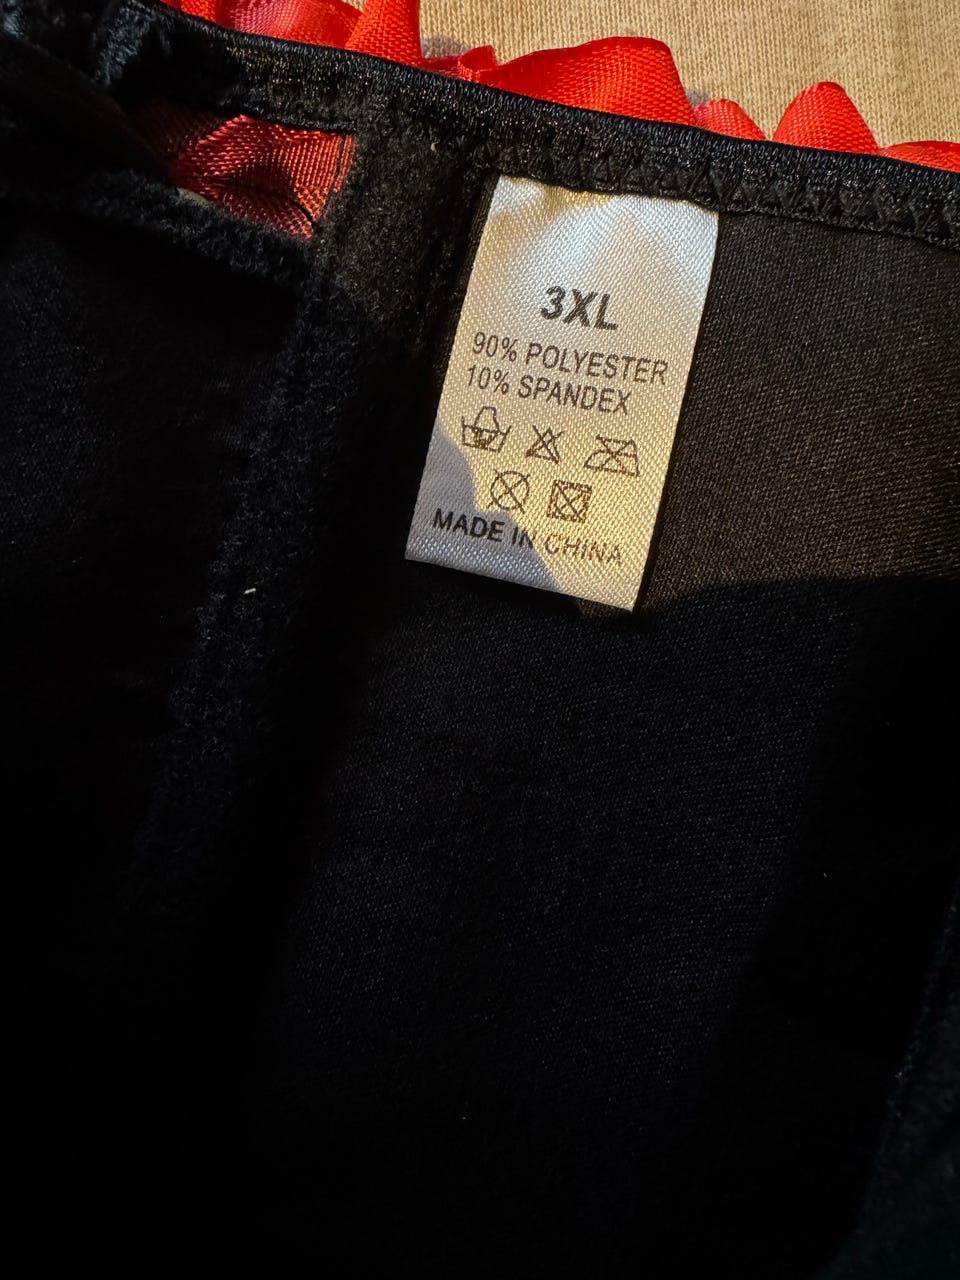 3XL
90% POLYESTER
10% SPANDEX
MADE IN CHINA